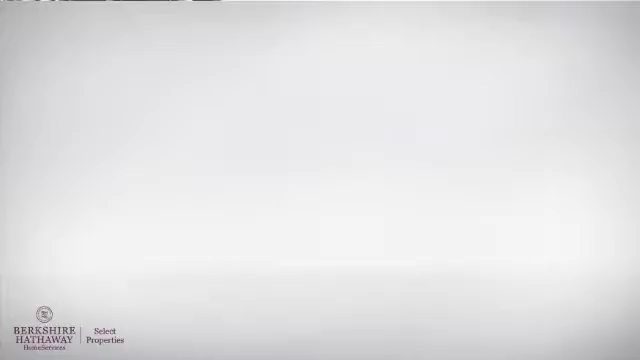 BERKSHIRE
HATHAWAY
HomeServices
Select
Properties